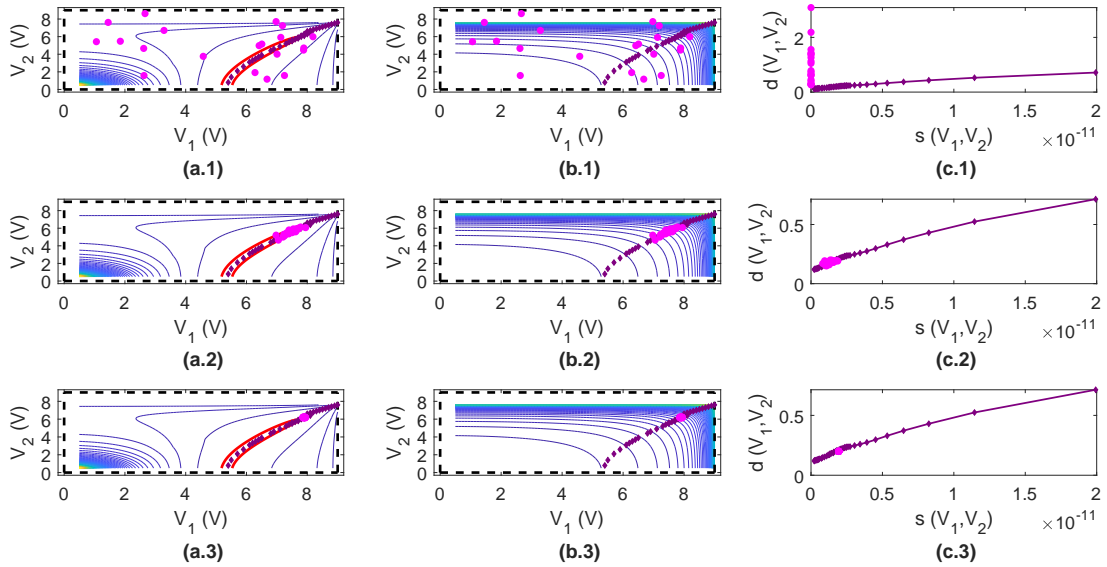 8
6
4
2
0
V_2 (V)
0 2 4 6 8
V_1 (V)
(a.1)
8
6
4
2
0
V_2 (V)
0 2 4 6 8
V_1 (V)
(b.1)
2
0
d (V_1,V_2)
0 0.5 1 1.5 2
s (V_1,V_2) ×10^-11
(c.1)
8
6
4
2
0
V_2 (V)
0 2 4 6 8
V_1 (V)
(a.2)
8
6
4
2
0
V_2 (V)
0 2 4 6 8
V_1 (V)
(b.2)
0.5
0
d (V_1,V_2)
0 0.5 1 1.5 2
s (V_1,V_2) ×10^-11
(c.2)
8
6
4
2
0
V_2 (V)
0 2 4 6 8
V_1 (V)
(a.3)
8
6
4
2
0
V_2 (V)
0 2 4 6 8
V_1 (V)
(b.3)
0.5
0
d (V_1,V_2)
0 0.5 1 1.5 2
s (V_1,V_2) ×10^-11
(c.3)